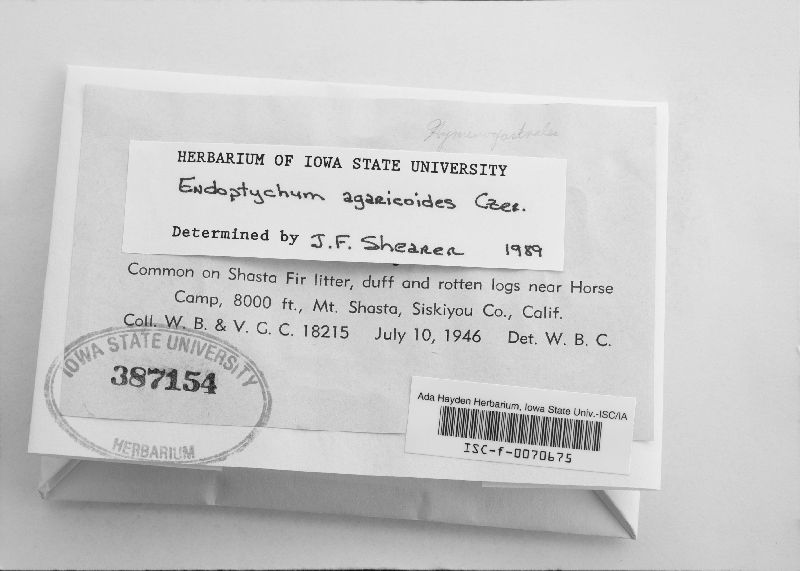 Hymenogastrales
HERBARIUM OF IOWA STATE UNIVERSITY
Endoptychum agaricoides Czer.
Determined by J.F. Shearer 1989
Common on Shasta Fir litter, duff and rotten logs near Horse
Camp, 8000 ft., Mt. Shasta, Siskiyou Co., Calif.
Coll. W. B. & V. G. C. 18215 July 10, 1946 Det. W. B. C.
IOWA STATE UNIVERSITY
387154
HERBARIUM
Ada Hayden Herbarium, Iowa State Univ.-ISC/IA
ISC-f-0070675